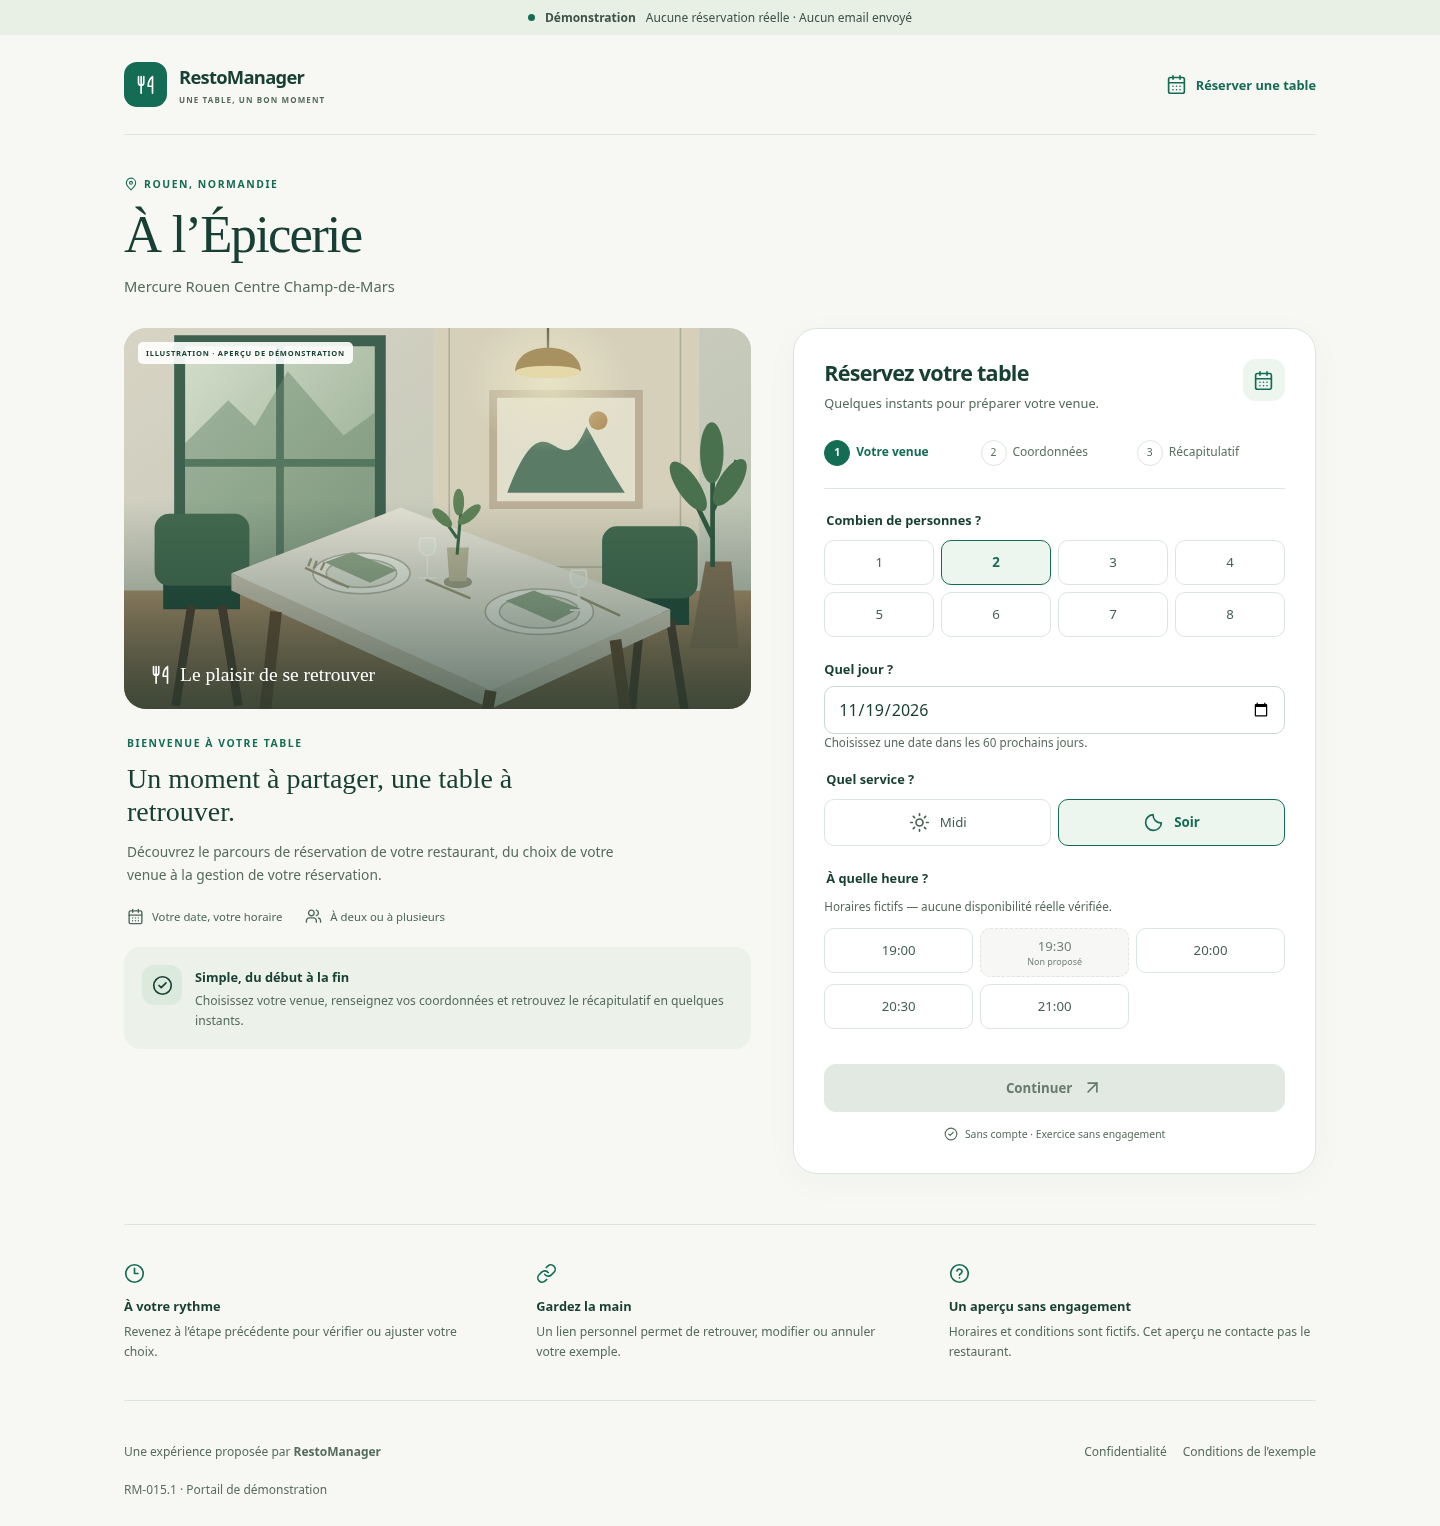 Démonstration Aucune réservation réelle · Aucun email envoyé
RestoManager
UNE TABLE, UN BON MOMENT
Réserver une table
ROUEN, NORMANDIE
À l’Épicerie
Mercure Rouen Centre Champ-de-Mars
ILLUSTRATION · APERÇU DE DÉMONSTRATION
Le plaisir de se retrouver
BIENVENUE À VOTRE TABLE
Un moment à partager, une table à
retrouver.
Découvrez le parcours de réservation de votre restaurant, du choix de votre
venue à la gestion de votre réservation.
Votre date, votre horaire À deux ou à plusieurs
Simple, du début à la fin
Choisissez votre venue, renseignez vos coordonnées et retrouvez le récapitulatif en quelques
instants.
Réservez votre table
Quelques instants pour préparer votre venue.
1 Votre venue 2 Coordonnées 3 Récapitulatif
Combien de personnes ?
1 2 3 4
5 6 7 8
Quel jour ?
11/19/2026
Choisissez une date dans les 60 prochains jours.
Quel service ?
Midi Soir
À quelle heure ?
Horaires fictifs — aucune disponibilité réelle vérifiée.
19:00 19:30 20:00
Non proposé
20:30 21:00
Continuer
Sans compte · Exercice sans engagement
À votre rythme
Revenez à l’étape précédente pour vérifier ou ajuster votre
choix.
Gardez la main
Un lien personnel permet de retrouver, modifier ou annuler
votre exemple.
Un aperçu sans engagement
Horaires et conditions sont fictifs. Cet aperçu ne contacte pas le
restaurant.
Une expérience proposée par RestoManager
Confidentialité Conditions de l’exemple
RM-015.1 · Portail de démonstration